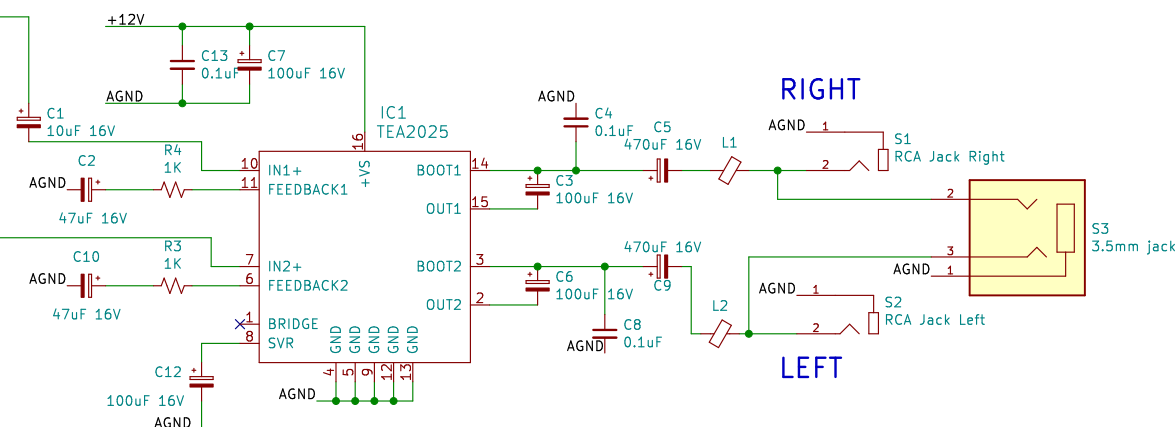 +12V
C13
0.1uF
C7
100uF 16V
AGND
C1
10uF 16V
IC1
TEA2025
16
+VS
C2
AGND
47uF 16V
R4
1K
10
IN1+
11
FEEDBACK1
BOOT1
14
OUT1
15
AGND
C4
0.1uF
C3
100uF 16V
C5
470uF 16V
L1
RIGHT
AGND
1
2
S1
RCA Jack Right
2
3
AGND
1
S3
3.5mm jack
C10
AGND
47uF 16V
R3
1K
7
IN2+
6
FEEDBACK2
BOOT2
3
OUT2
2
C6
100uF 16V
470uF 16V
C9
C8
0.1uF
AGND
L2
AGND
1
2
S2
RCA Jack Left
LEFT
1
BRIDGE
8
SVR
GND
GND
GND
GND
GND
4
5
9
12
13
AGND
C12
100uF 16V
AGND